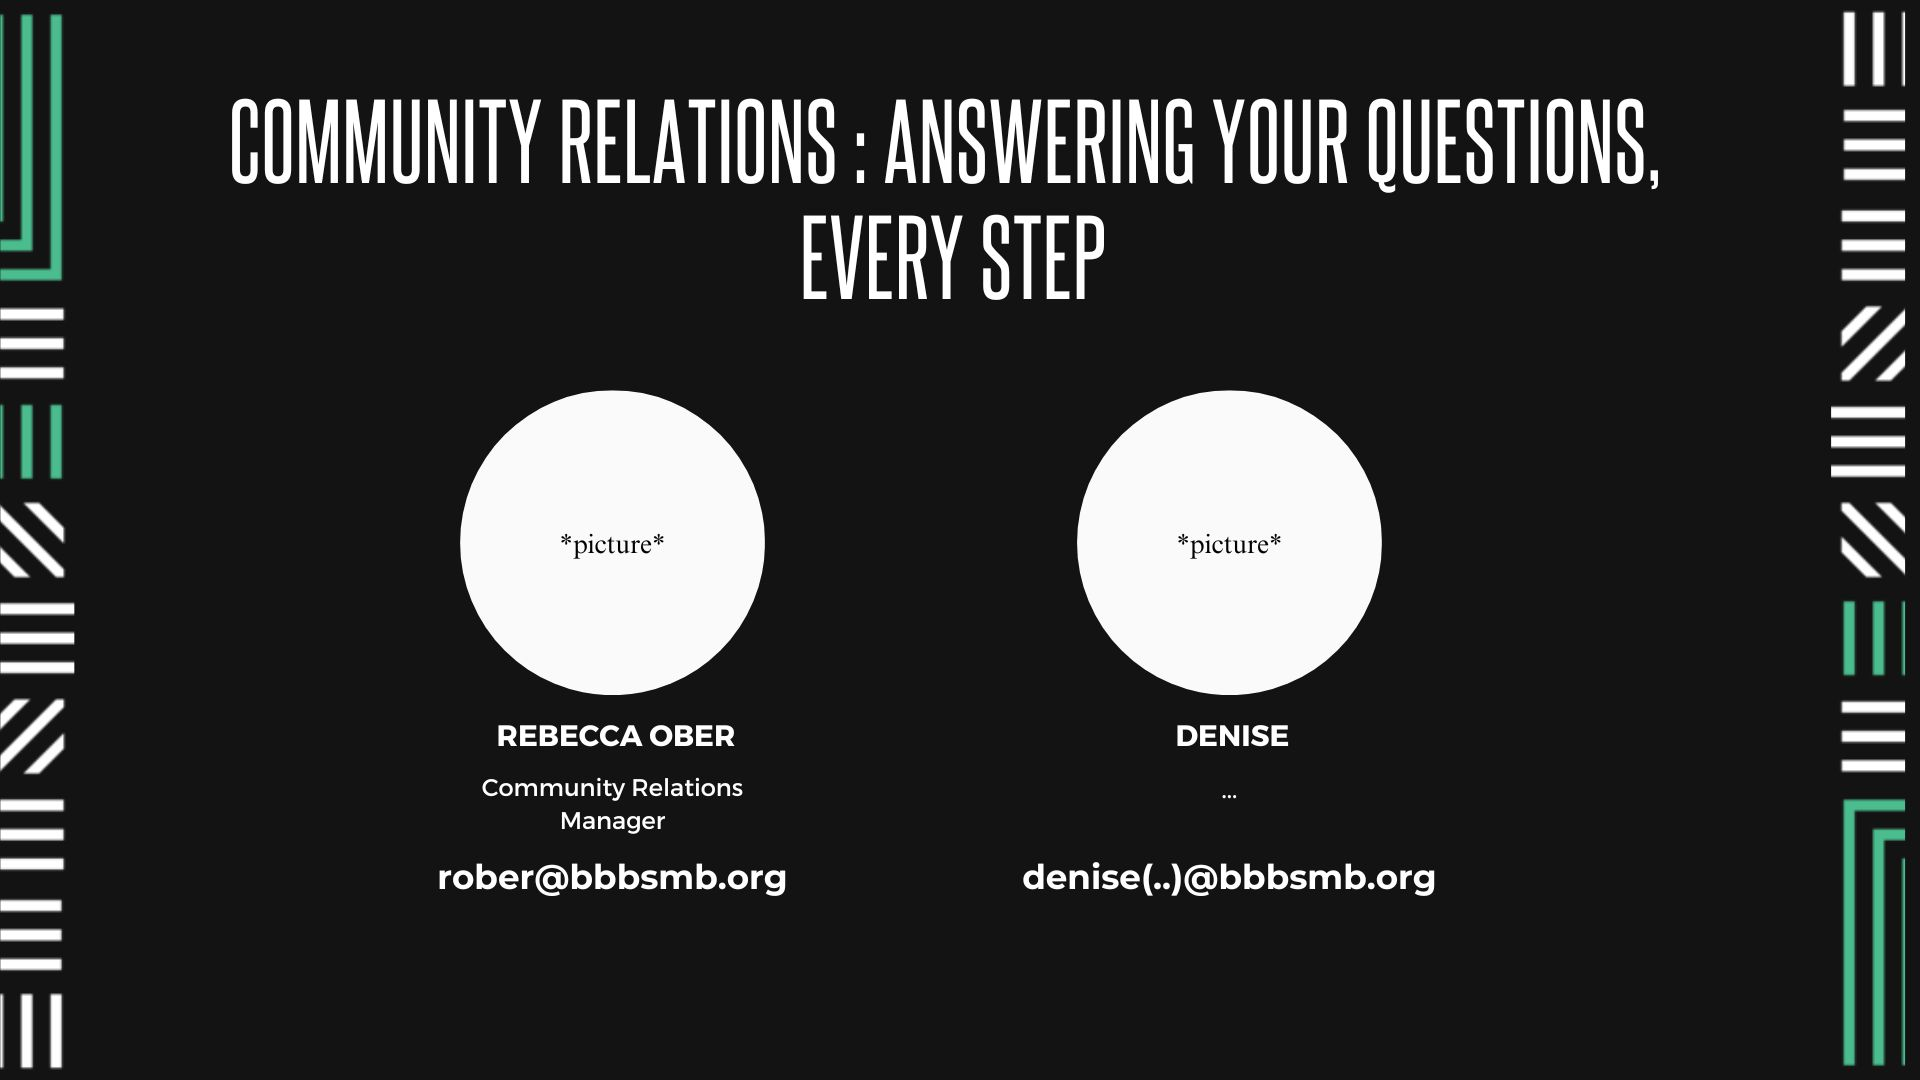 COMMUNITY RELATIONS : ANSWERING YOUR QUESTIONS,
EVERY STEP
*picture*
*picture*
REBECCA OBER
Community Relations
Manager
rober@bbbsmb.org
DENISE
...
denise(..)@bbbsmb.org